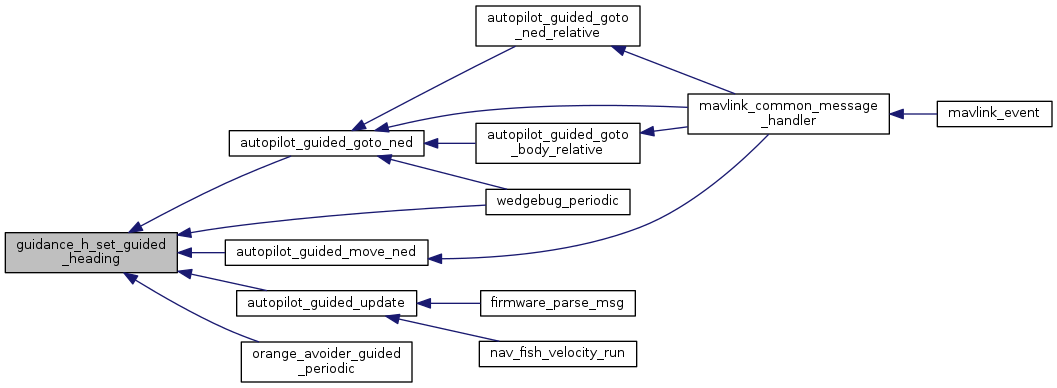 autopilot_guided_goto
_ned_relative
mavlink_common_message
_handler
mavlink_event
autopilot_guided_goto_ned
autopilot_guided_goto
_body_relative
wedgebug_periodic
guidance_h_set_guided
_heading
autopilot_guided_move_ned
autopilot_guided_update
firmware_parse_msg
nav_fish_velocity_run
orange_avoider_guided
_periodic